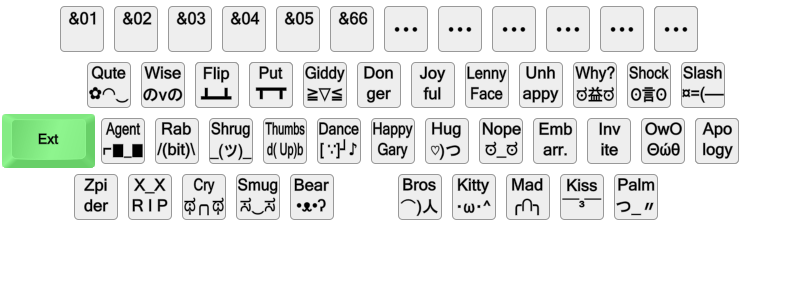 &01 &02 &03 &04 &05 &66 ... ... ... ... ... ...
Qute Wise Flip Put Giddy Don Joy Lenny Unh Why? Shock Slash
✿◠‿ のvの ┻━┻ ┳━┳ ≧▽≦ ger ful Face appy ಠ益ಠ ʘ言ʘ ¤=(—
Ext
Agent Rab Shrug Thumbs Dance Happy Hug Nope Emb Inv OwO Apo
⌐■_■ /(bit)\ _(ツ)_ d( Up)b [ ∵]┘♪ Gary ♡)つ ಠ_ಠ arr. ite Θώθ logy
Zpi X_X Cry Smug Bear Bros Kitty Mad Kiss Palm
der R I P ಥ╭╮ಥ ಸ‿ಸ •ᴥ•ʔ ⌒)人 ･ω･^ ╭∩╮ ￣³￣ つ_〃